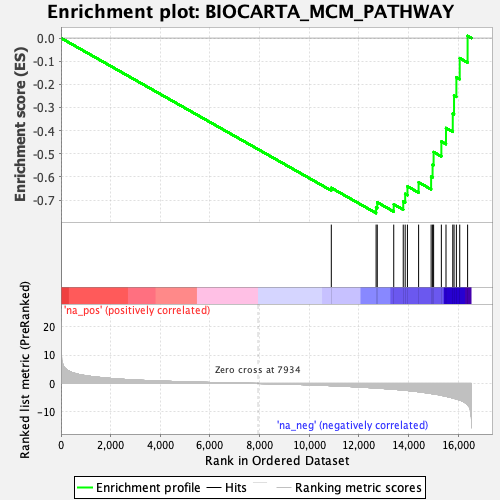 Enrichment plot: BIOCARTA_MCM_PATHWAY
Enrichment score (ES)
0.0
-0.1
-0.2
-0.3
-0.4
-0.5
-0.6
-0.7
'na_pos' (positively correlated)
Ranked list metric (PreRanked)
20
10
0
-10
Zero cross at 7934
'na_neg' (negatively correlated)
0
2,000
4,000
6,000
8,000
10,000
12,000
14,000
16,000
Rank in Ordered Dataset
Enrichment profile
Hits
Ranking metric scores